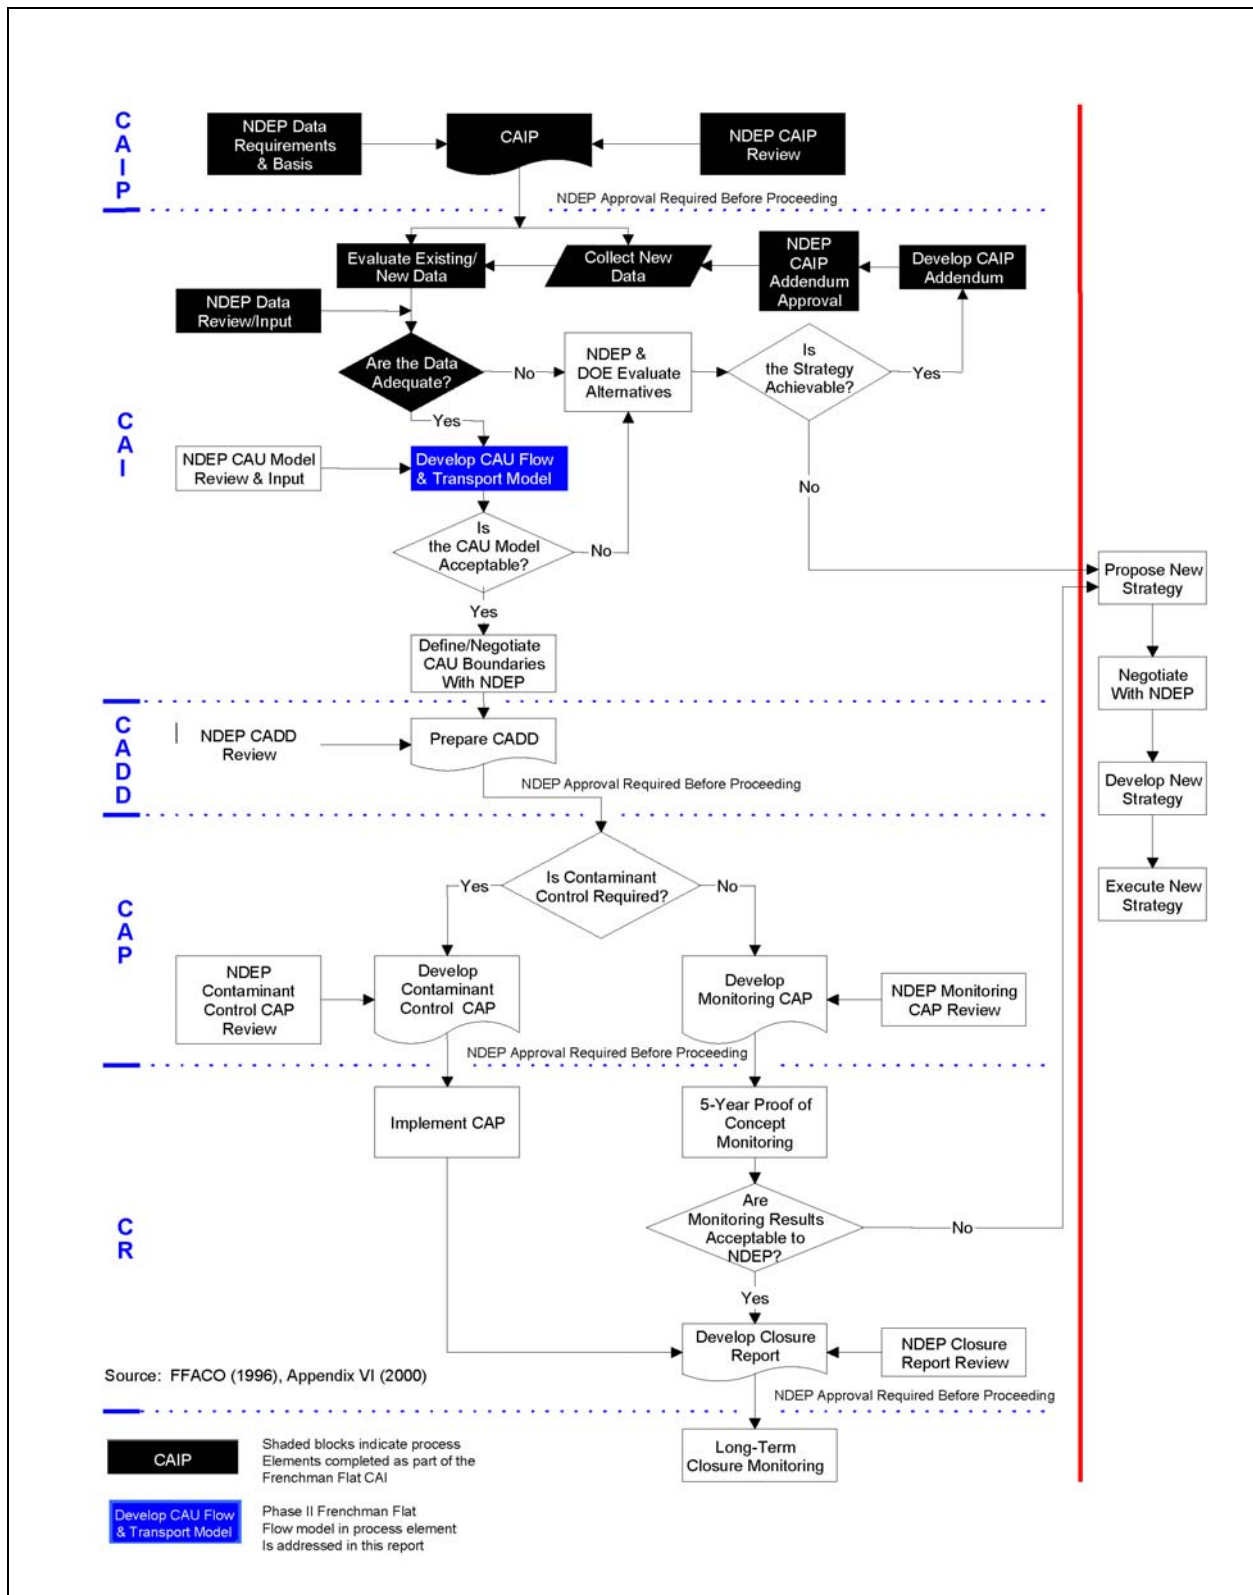 CAIP
NDEP Data
Requirements
& Basis
CAIP
NDEP CAIP
Review
NDEP Approval Required Before Proceeding
CAI
Evaluate Existing/
New Data
Collect New
Data
NDEP
CAIP
Addendum
Approval
Develop CAIP
Addendum
NDEP Data
Review/Input
Are the Data
Adequate?
No
NDEP &
DOE Evaluate
Alternatives
Is
the Strategy
Achievable?
Yes
Yes
No
NDEP CAU Model
Review & Input
Develop CAU Flow
& Transport Model
Is
the CAU Model
Acceptable?
No
Yes
Define/Negotiate
CAU Boundaries
With NDEP
Propose New
Strategy
Negotiate
With NDEP
Develop New
Strategy
Execute New
Strategy
CADD
NDEP CADD
Review
Prepare CADD
NDEP Approval Required Before Proceeding
CAP
Is Contaminant
Control Required?
Yes
No
NDEP
Contaminant
Control CAP
Review
Develop
Contaminant
Control CAP
Develop
Monitoring CAP
NDEP Monitoring
CAP Review
NDEP Approval Required Before Proceeding
CR
Implement CAP
5-Year Proof of
Concept
Monitoring
Are
Monitoring Results
Acceptable to
NDEP?
No
Yes
Develop Closure
Report
NDEP Closure
Report Review
Source: FFACO (1996), Appendix VI (2000)
NDEP Approval Required Before Proceeding
Long-Term
Closure Monitoring
CAIP
Shaded blocks indicate process
Elements completed as part of the
Frenchman Flat CAI
Develop CAU Flow
& Transport Model
Phase II Frenchman Flat
Flow model in process element
Is addressed in this report